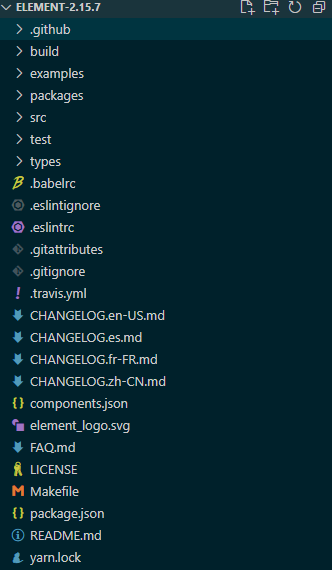 ELEMENT-2.15.7
.github
build
examples
packages
src
test
types
.babelrc
.eslintignore
.eslintrc
.gitattributes
.gitignore
.travis.yml
CHANGELOG.en-US.md
CHANGELOG.es.md
CHANGELOG.fr-FR.md
CHANGELOG.zh-CN.md
components.json
element_logo.svg
FAQ.md
LICENSE
Makefile
package.json
README.md
yarn.lock